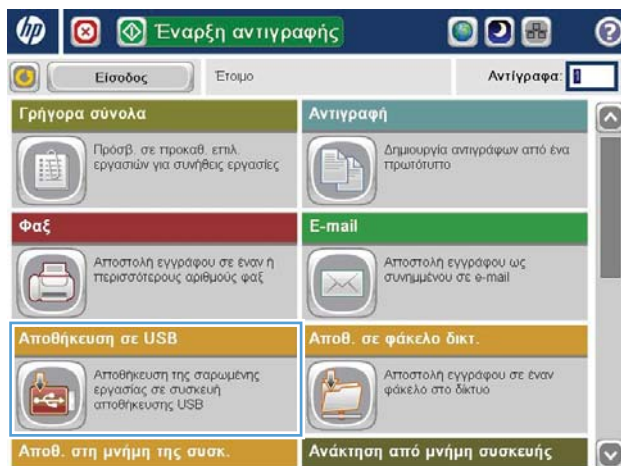 hp
Έναρξη αντιγραφής
?
Είσοδος
Έτοιμο
Αντίγραφα: 1
Γρήγορα σύνολα
Πρόσβ. σε προκαθ. επιλ.
εργασιών για συνήθεις εργασίες
Αντιγραφή
Δημιουργία αντιγράφων από ένα
πρωτότυπο
Φαξ
Αποστολή εγγράφου σε έναν ή
περισσότερους αριθμούς φαξ
E-mail
Αποστολή εγγράφου ως
συνημμένου σε e-mail
Αποθήκευση σε USB
Αποθήκευση της σαρωμένης
εργασίας σε συσκευή
αποθήκευσης USB
Αποθ. σε φάκελο δικτ.
Αποστολή εγγράφου σε έναν
φάκελο στο δίκτυο
Αποθ. στη μνήμη της συσκ.
Ανάκτηση από μνήμη συσκευής